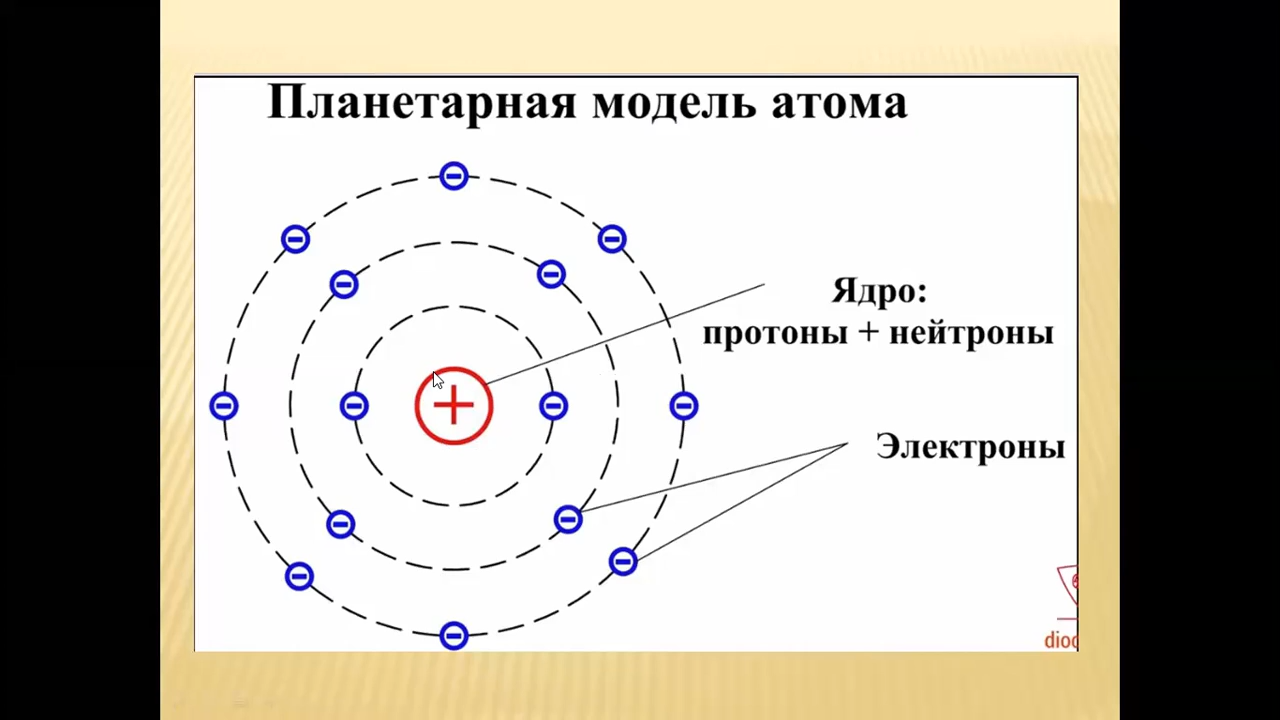 Планетарная модель атома
Ядро:
протоны + нейтроны
Электроны